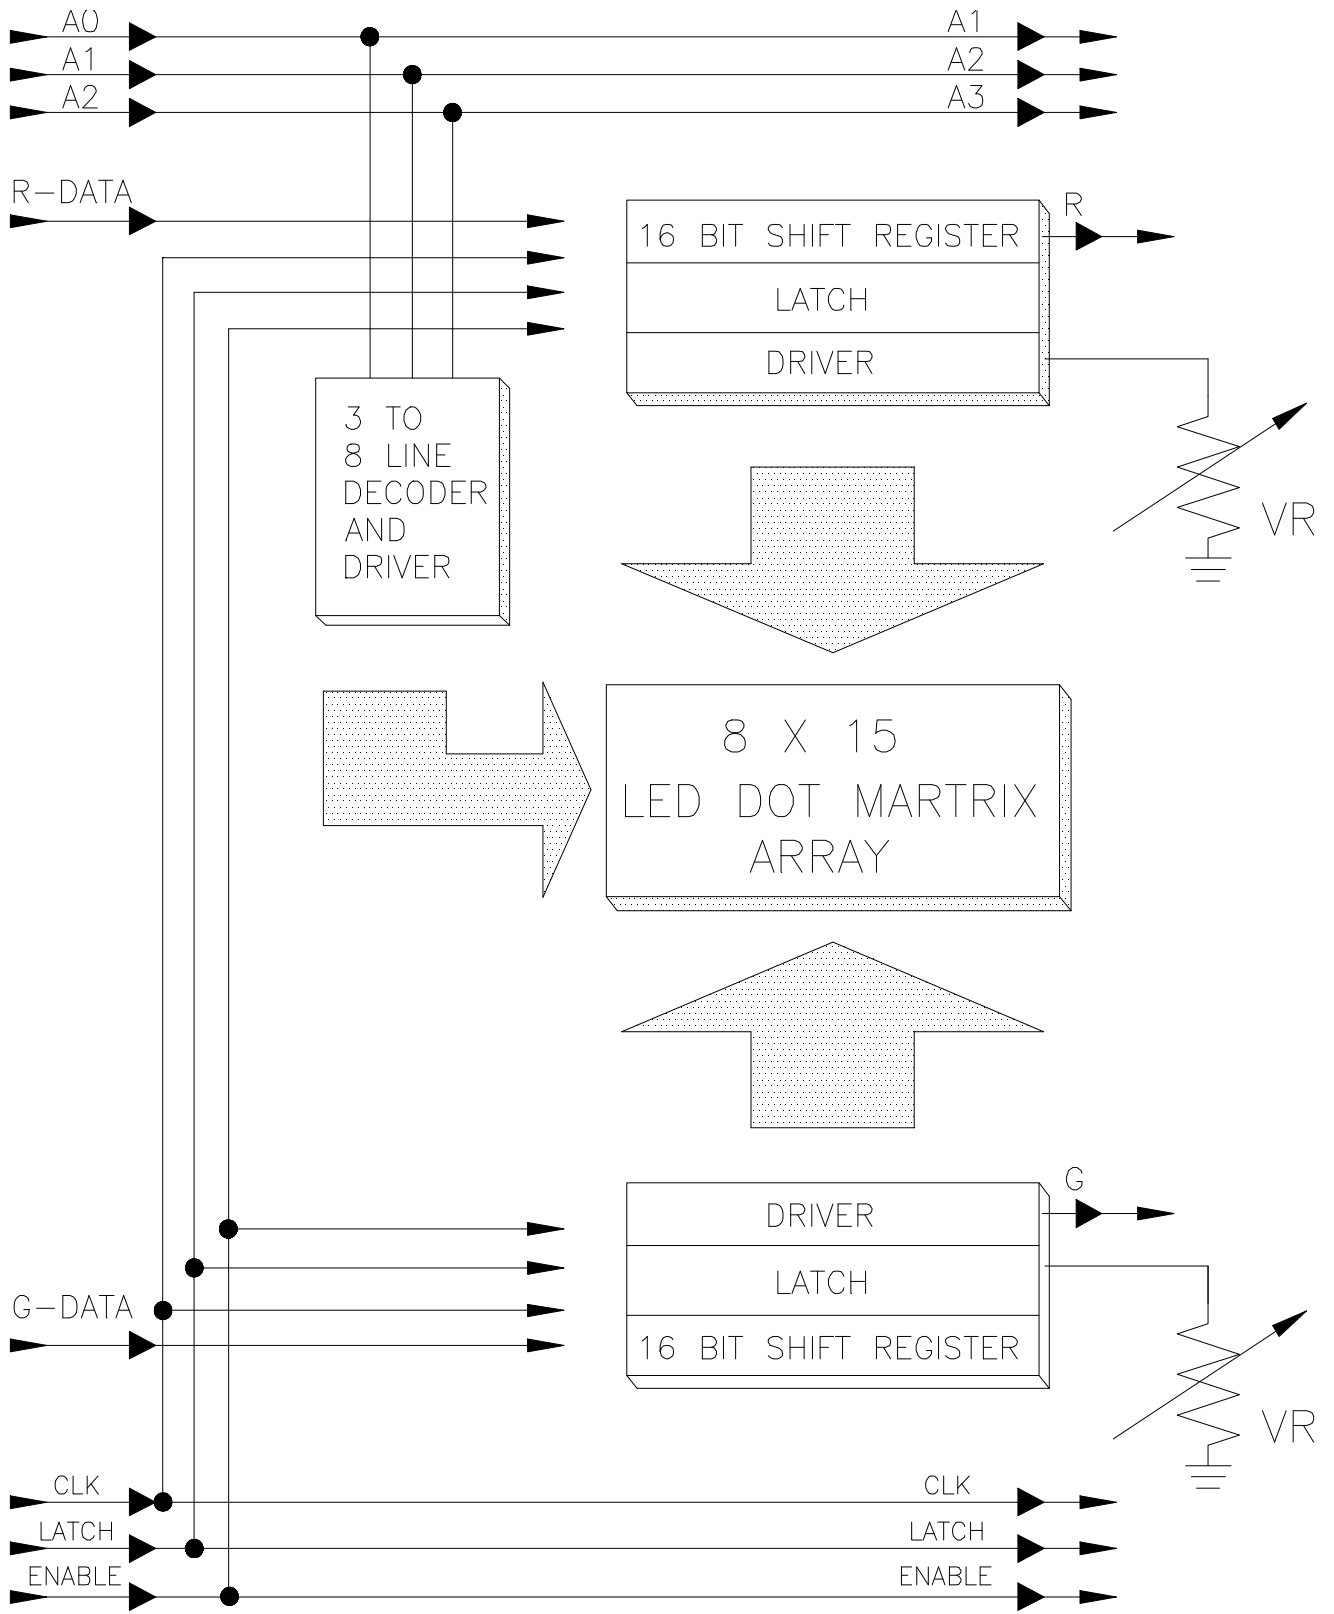 A0 A1
A1 A2
A2 A3
R-DATA
R
16 BIT SHIFT REGISTER
LATCH
DRIVER
3 TO
8 LINE
DECODER
AND
DRIVER
VR
8 X 15
LED DOT MARTRIX
ARRAY
G
DRIVER
LATCH
G-DATA
16 BIT SHIFT REGISTER
VR
CLK CLK
LATCH LATCH
ENABLE ENABLE